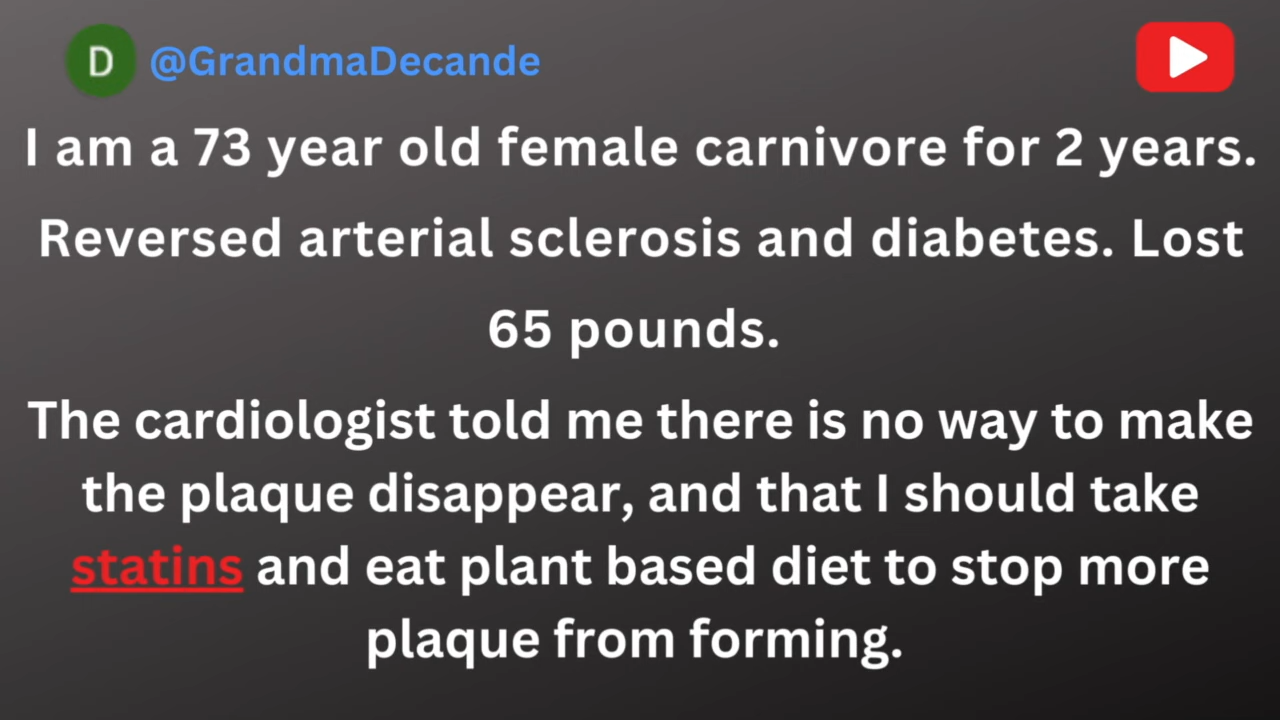 D @GrandmaDecande
I am a 73 year old female carnivore for 2 years.
Reversed arterial sclerosis and diabetes. Lost
65 pounds.
The cardiologist told me there is no way to make
the plaque disappear, and that I should take
statins and eat plant based diet to stop more
plaque from forming.